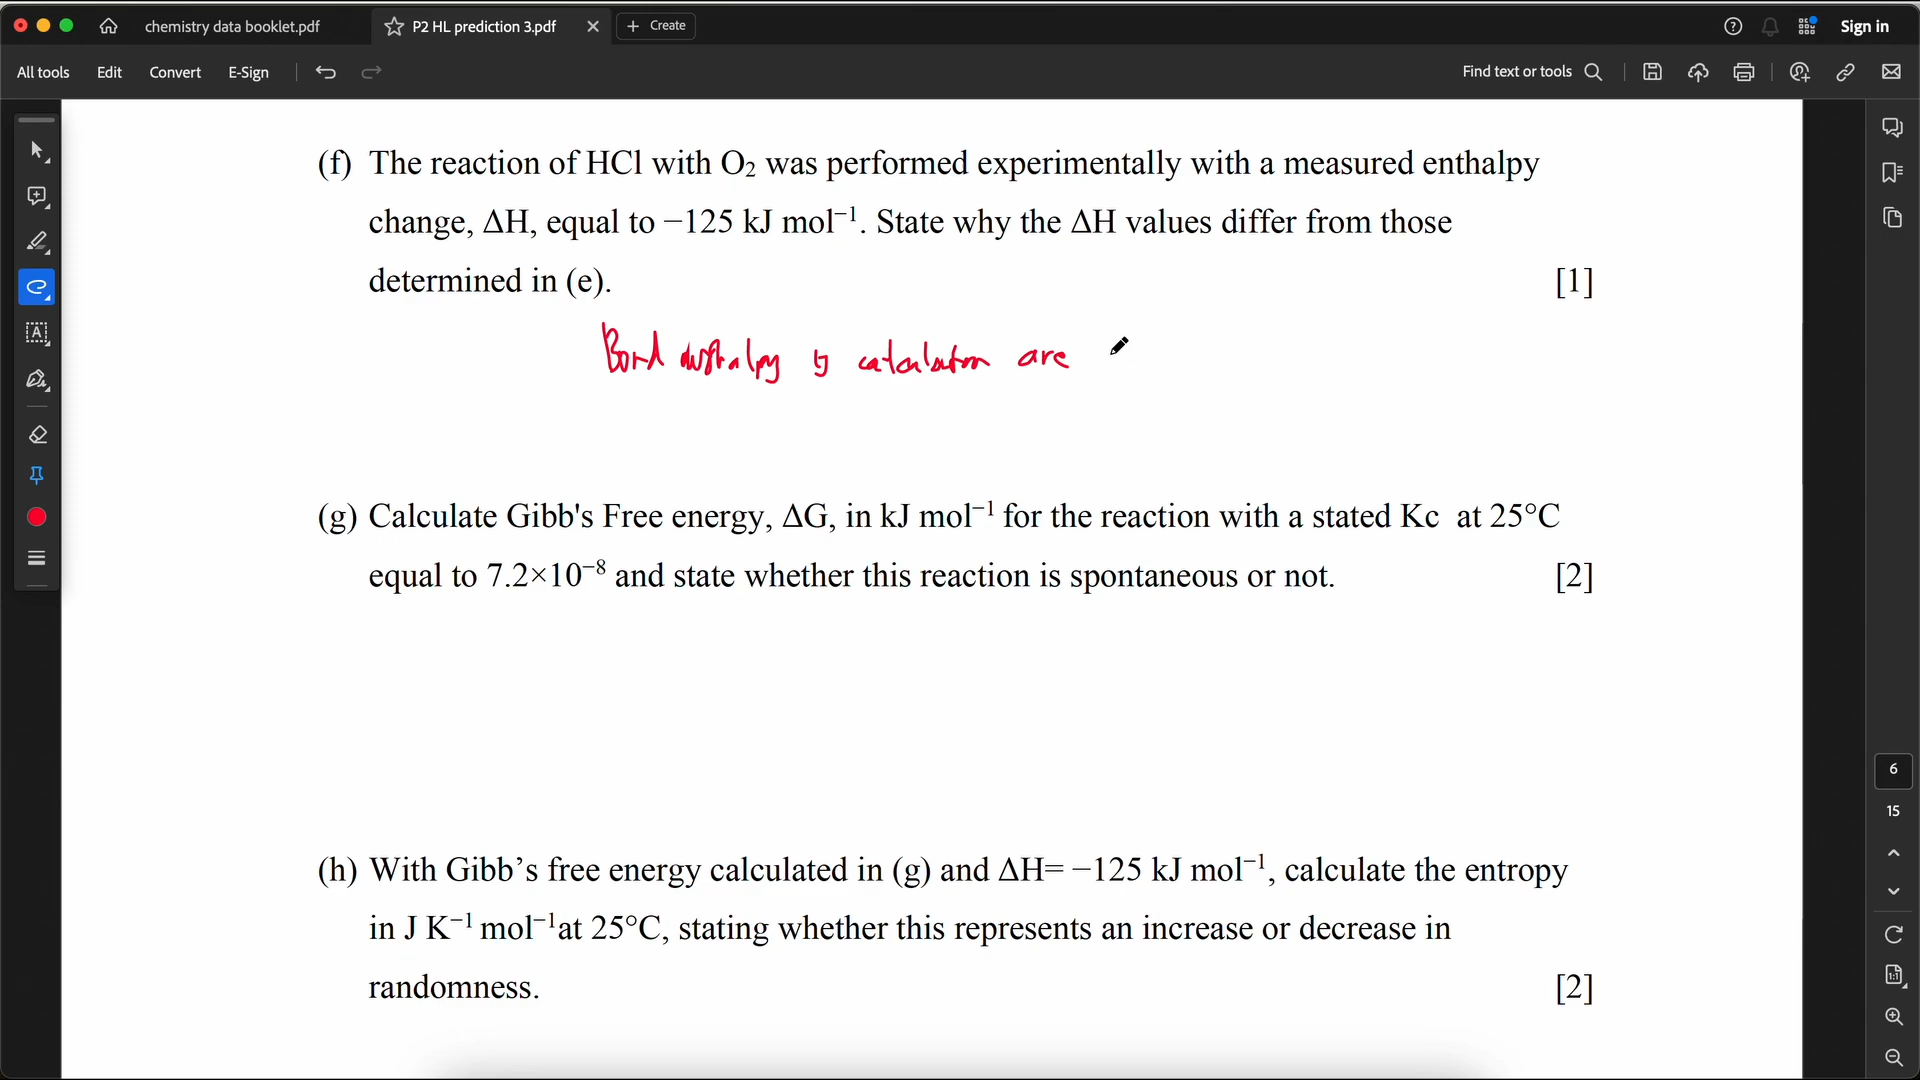 chemistry data booklet.pdf
P2 HL prediction 3.pdf
Create
Sign in
All tools
Edit
Convert
E-Sign
Find text or tools
(f) The reaction of HCl with O₂ was performed experimentally with a measured enthalpy
change, ΔH, equal to −125 kJ mol⁻¹. State why the ΔH values differ from those
determined in (e). [1]
Bond enthalpy calculation are
(g) Calculate Gibb's Free energy, ΔG, in kJ mol⁻¹ for the reaction with a stated Kc at 25°C
equal to 7.2×10⁻⁸ and state whether this reaction is spontaneous or not. [2]
(h) With Gibb’s free energy calculated in (g) and ΔH= −125 kJ mol⁻¹, calculate the entropy
in J K⁻¹ mol⁻¹at 25°C, stating whether this represents an increase or decrease in
randomness. [2]
6
15